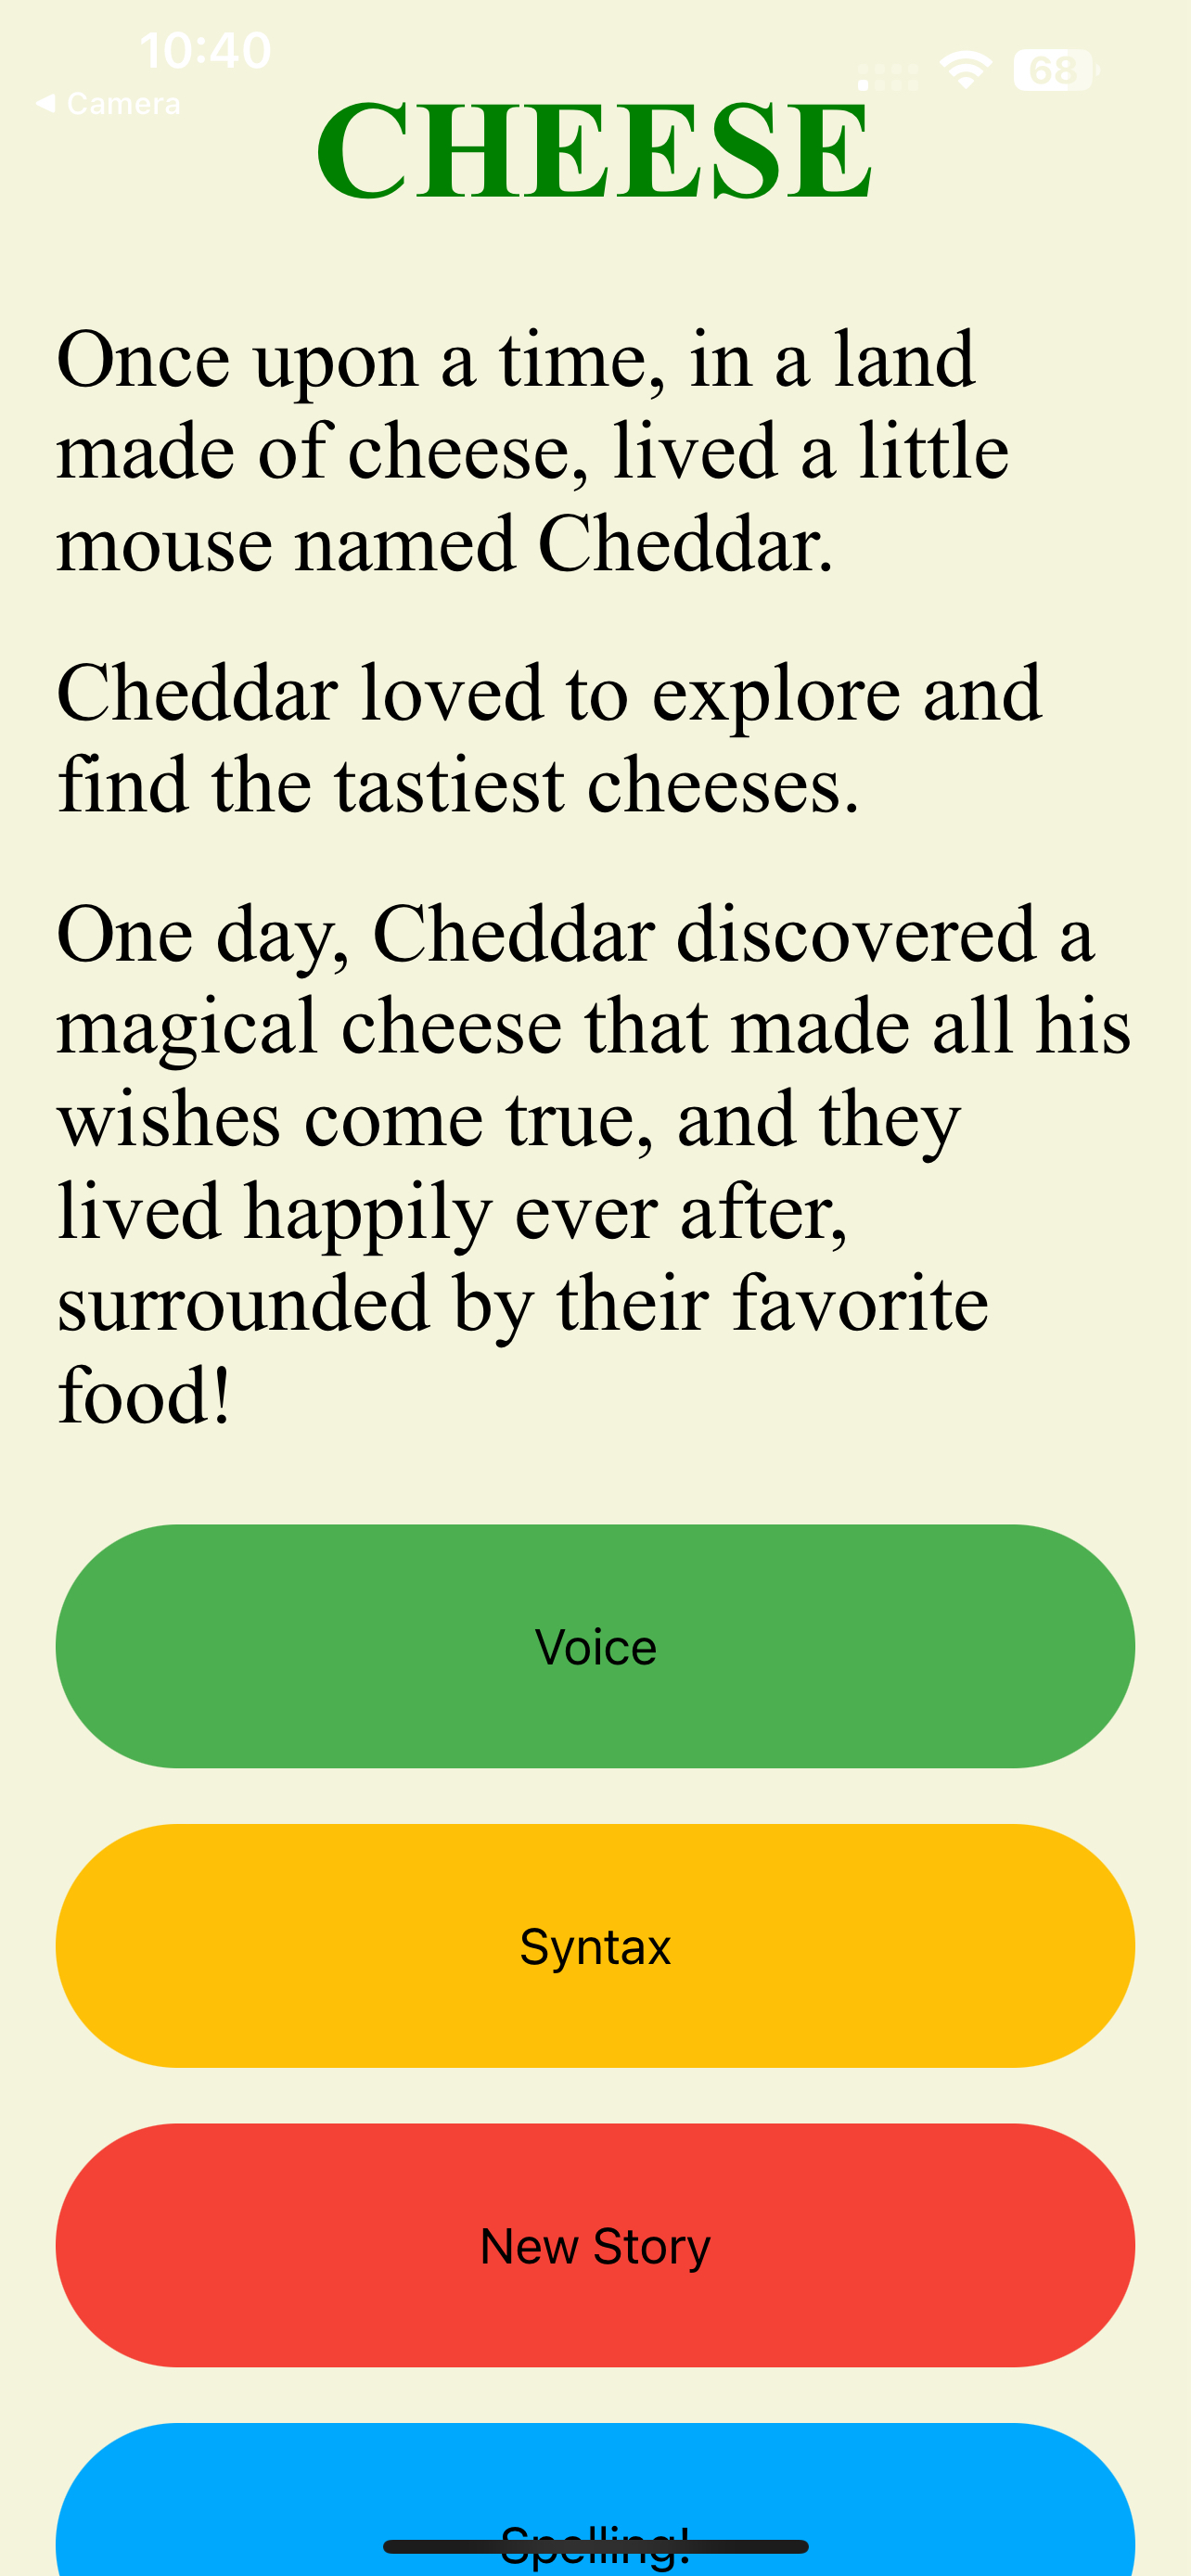 10:40
68
◀ Camera
CHEESE
Once upon a time, in a land
made of cheese, lived a little
mouse named Cheddar.
Cheddar loved to explore and
find the tastiest cheeses.
One day, Cheddar discovered a
magical cheese that made all his
wishes come true, and they
lived happily ever after,
surrounded by their favorite
food!
Voice
Syntax
New Story
Spelling!